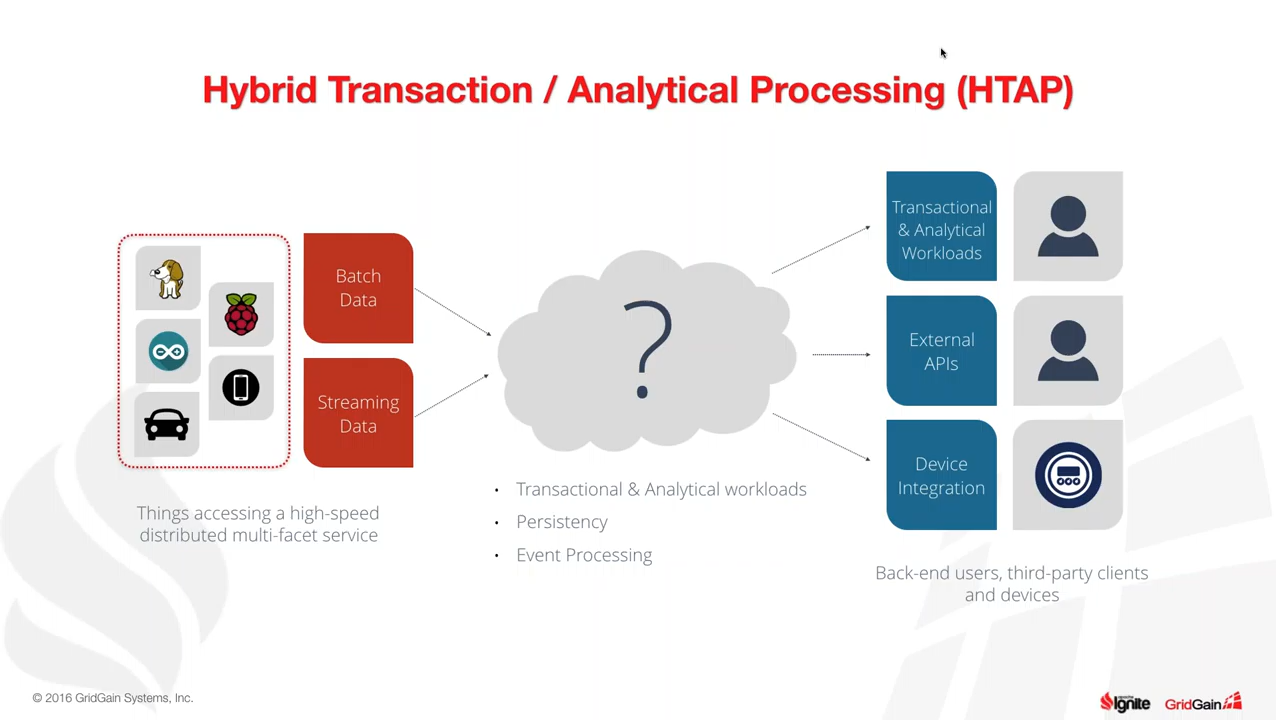 Hybrid Transaction / Analytical Processing (HTAP)
Batch
Data
Streaming
Data
Things accessing a high-speed
distributed multi-facet service
?
• Transactional & Analytical workloads
• Persistency
• Event Processing
Transactional
& Analytical
Workloads
External
APIs
Device
Integration
Back-end users, third-party clients
and devices
© 2016 GridGain Systems, Inc.
Ignite
GridGain